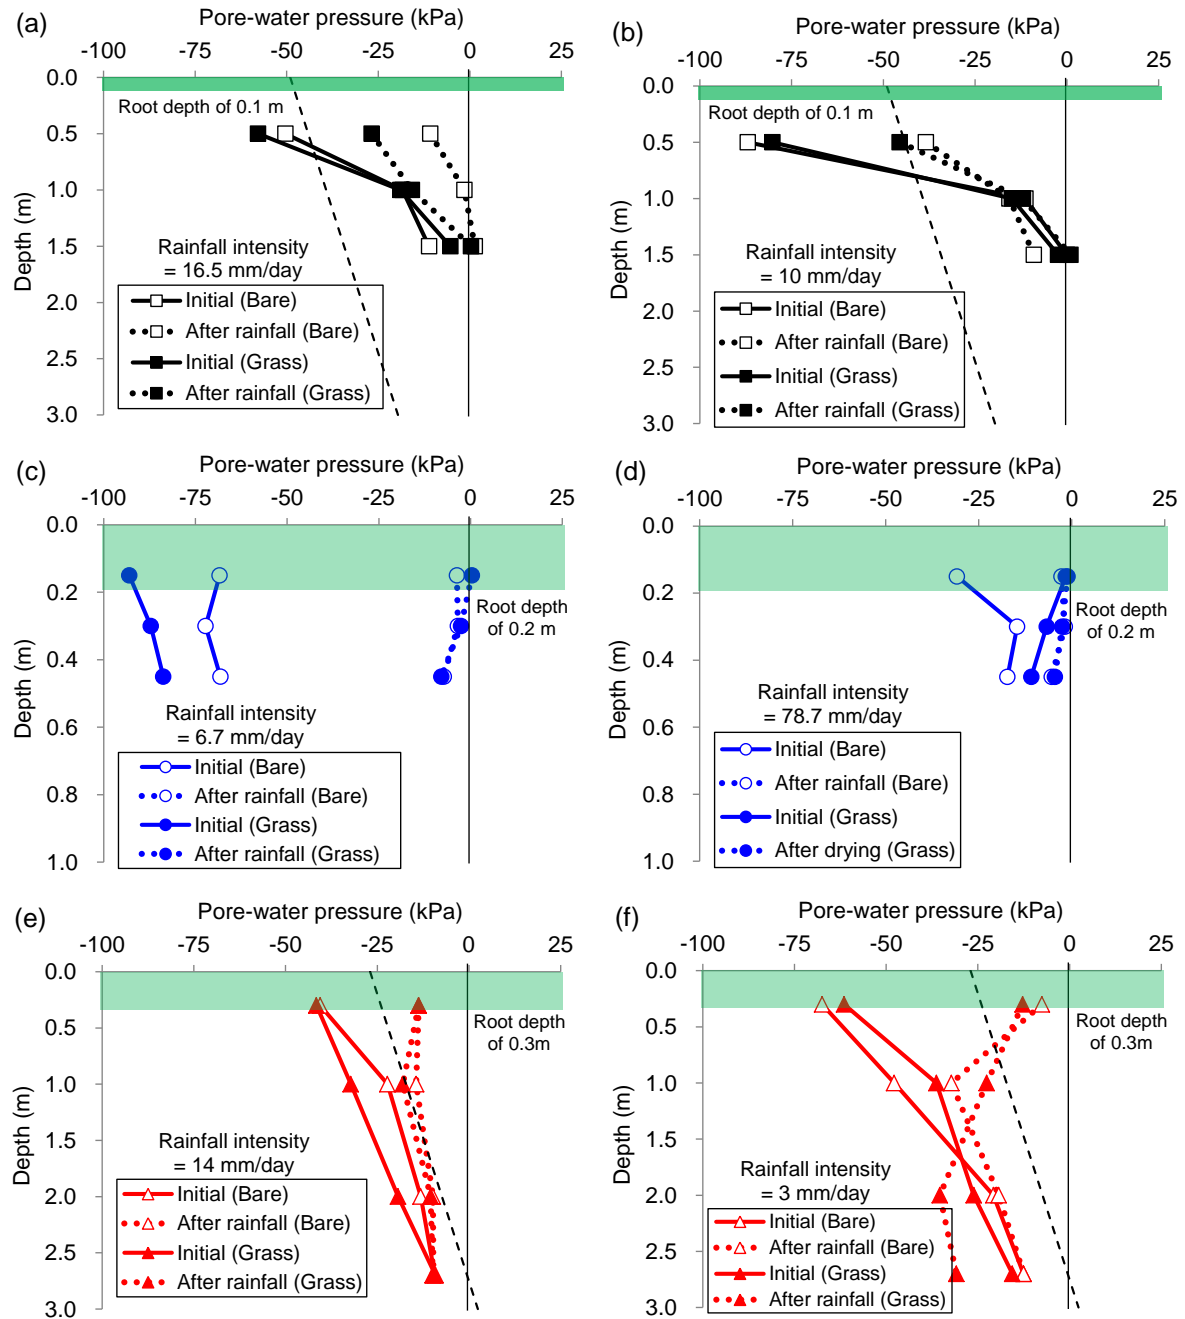 (a)
Pore-water pressure (kPa)
-100 -75 -50 -25 0 25
0.0
0.5
1.0
1.5
2.0
2.5
3.0
Depth (m)
Root depth of 0.1 m
Rainfall intensity
= 16.5 mm/day
Initial (Bare)
After rainfall (Bare)
Initial (Grass)
After rainfall (Grass)
(b)
Pore-water pressure (kPa)
-100 -75 -50 -25 0 25
0.0
0.5
1.0
1.5
2.0
2.5
3.0
Depth (m)
Root depth of 0.1 m
Rainfall intensity
= 10 mm/day
Initial (Bare)
After rainfall (Bare)
Initial (Grass)
After rainfall (Grass)
(c)
Pore-water pressure (kPa)
-100 -75 -50 -25 0 25
0.0
0.2
0.4
0.6
0.8
1.0
Depth (m)
Root depth
of 0.2 m
Rainfall intensity
= 6.7 mm/day
Initial (Bare)
After rainfall (Bare)
Initial (Grass)
After rainfall (Grass)
(d)
Pore-water pressure (kPa)
-100 -75 -50 -25 0 25
0.0
0.2
0.4
0.6
0.8
1.0
Depth (m)
Root depth
of 0.2 m
Rainfall intensity
= 78.7 mm/day
Initial (Bare)
After rainfall (Bare)
Initial (Grass)
After drying (Grass)
(e)
Pore-water pressure (kPa)
-100 -75 -50 -25 0 25
0.0
0.5
1.0
1.5
2.0
2.5
3.0
Depth (m)
Root depth
of 0.3m
Rainfall intensity
= 14 mm/day
Initial (Bare)
After rainfall (Bare)
Initial (Grass)
After rainfall (Grass)
(f)
Pore-water pressure (kPa)
-100 -75 -50 -25 0 25
0.0
0.5
1.0
1.5
2.0
2.5
3.0
Depth (m)
Root depth
of 0.3m
Rainfall intensity
= 3 mm/day
Initial (Bare)
After rainfall (Bare)
Initial (Grass)
After rainfall (Grass)